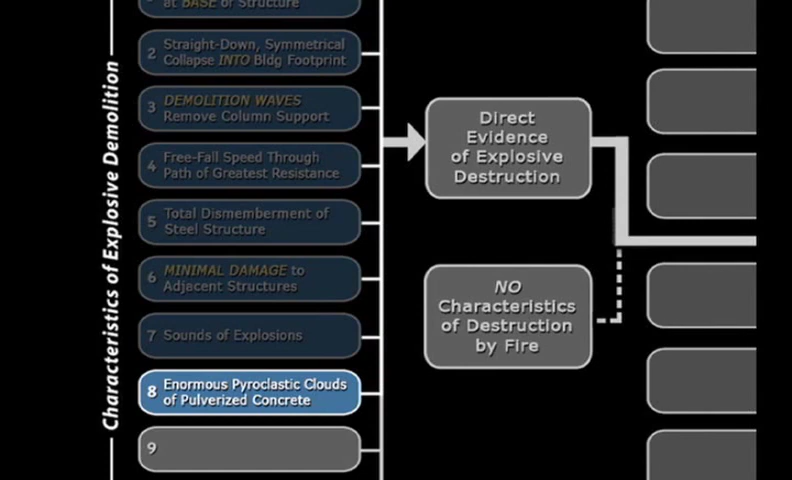 at BASE of Structure
2 Straight-Down, Symmetrical
Collapse INTO Bldg Footprint
3 DEMOLITION WAVES
Remove Column Support
4 Free-Fall Speed Through
Path of Greatest Resistance
5 Total Dismemberment of
Steel Structure
6 MINIMAL DAMAGE to
Adjacent Structures
7 Sounds of Explosions
8 Enormous Pyroclastic Clouds
of Pulverized Concrete
9
Characteristics of Explosive Demolition
Direct
Evidence
of Explosive
Destruction
NO
Characteristics
of Destruction
by Fire